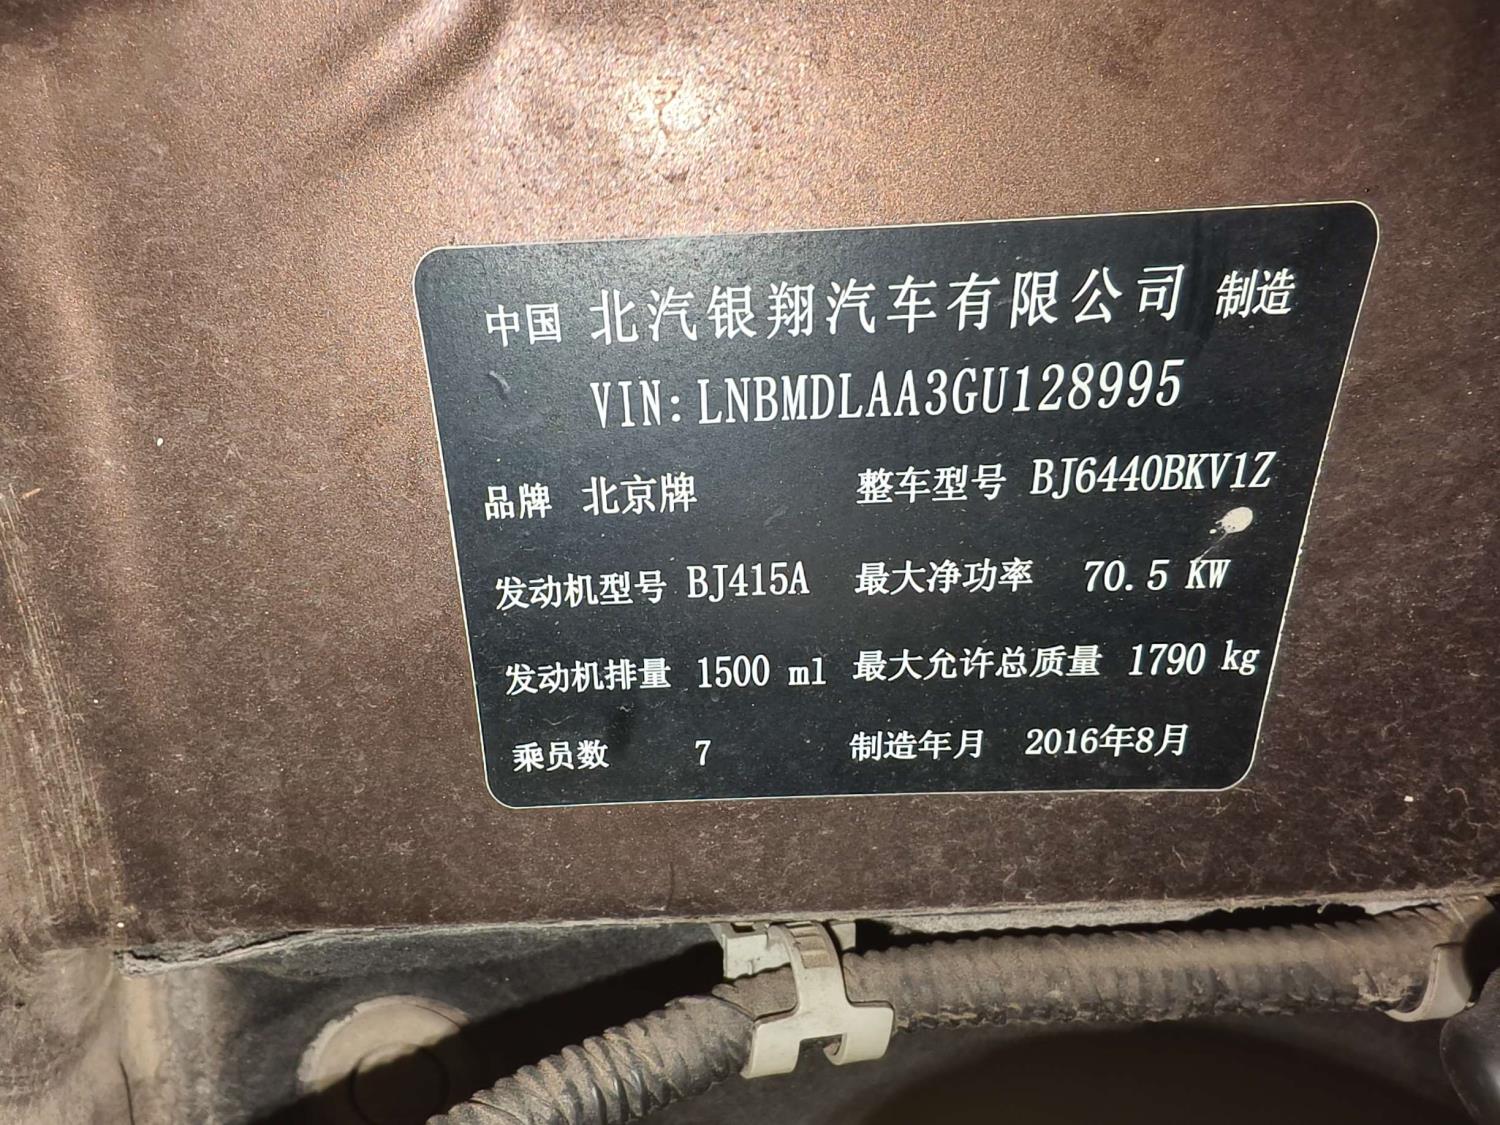 中国 北汽银翔汽车有限公司 制造
VIN: LNBMDLAA3GU128995
品牌 北京牌 整车型号 BJ6440BKV1Z
发动机型号 BJ415A 最大净功率 70.5 KW
发动机排量 1500 ml 最大允许总质量 1790 kg
乘员数 7 制造年月 2016年8月